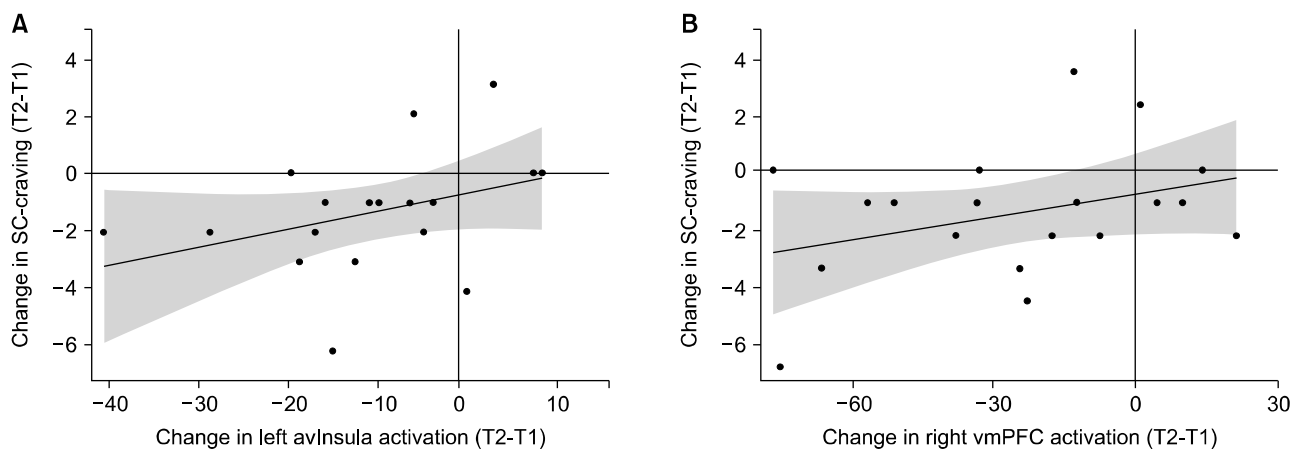 A
Change in SC-craving (T2-T1)
4
2
0
−2
−4
−6
−40 −30 −20 −10 0 10
Change in left avInsula activation (T2-T1)
B
Change in SC-craving (T2-T1)
4
2
0
−2
−4
−6
−60 −30 0 30
Change in right vmPFC activation (T2-T1)